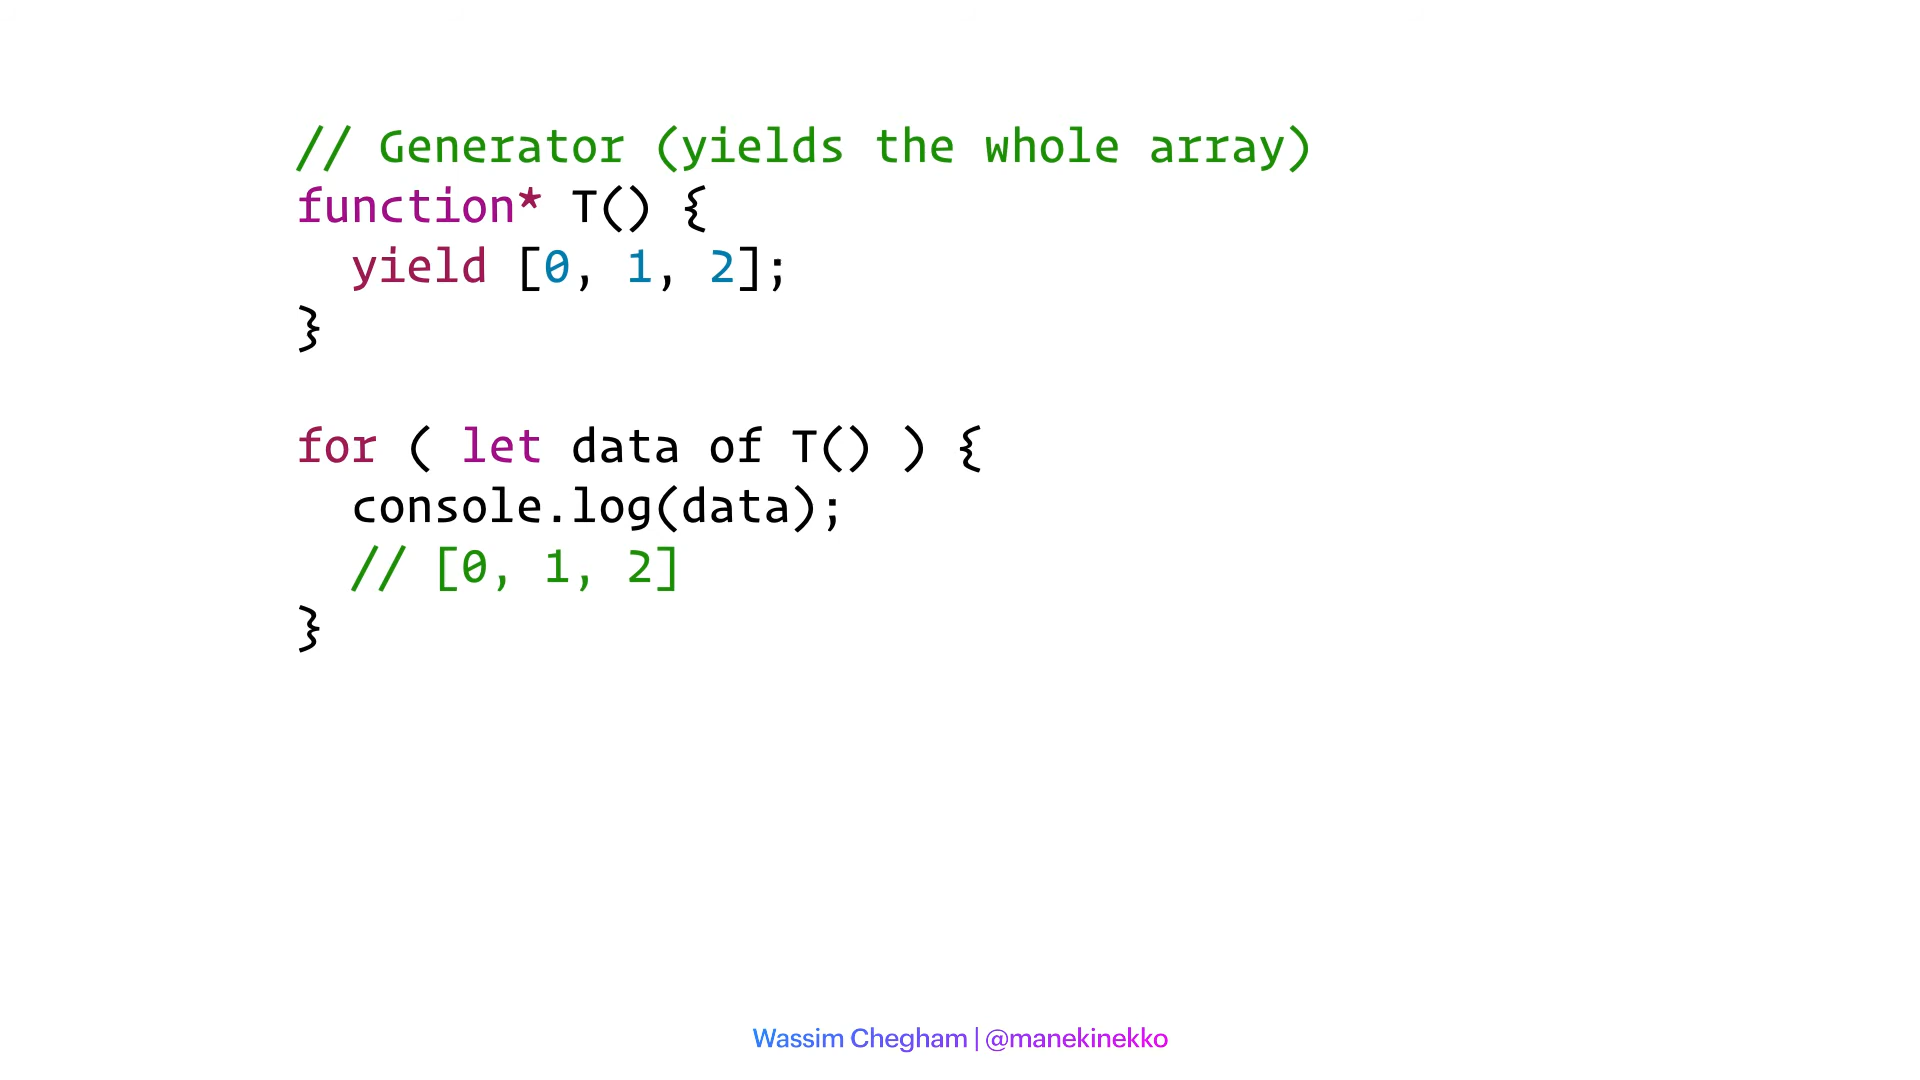 // Generator (yields the whole array)
function* T() {
  yield [0, 1, 2];
}
for ( let data of T() ) {
  console.log(data);
  // [0, 1, 2]
}
Wassim Chegham | @manekinekko